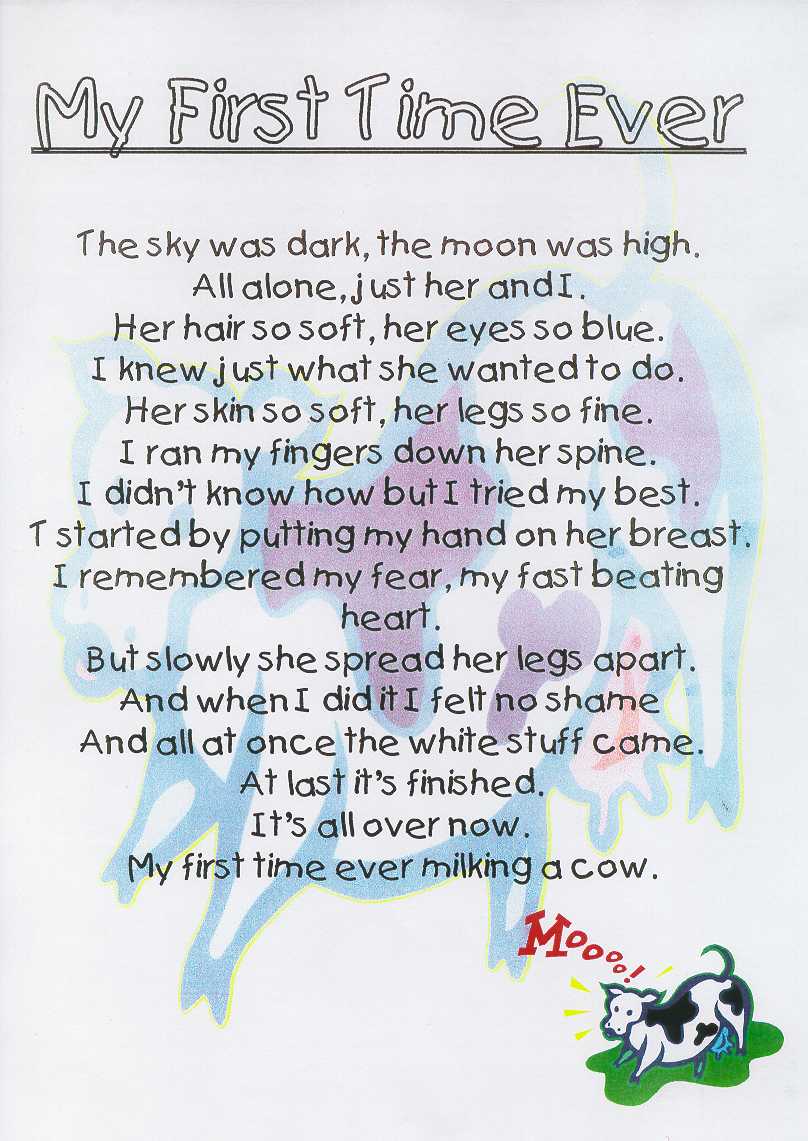 My First Time Ever
The sky was dark, the moon was high.
All alone, just her and I.
Her hair so soft, her eyes so blue.
I knew just what she wanted to do.
Her skin so soft, her legs so fine.
I ran my fingers down her spine.
I didn't know how but I tried my best.
T started by putting my hand on her breast.
I remembered my fear, my fast beating
heart.
But slowly she spread her legs apart.
And when I did it I felt no shame
And all at once the white stuff came.
At last it's finished.
It's all over now.
My first time ever milking a cow.
Moooo!